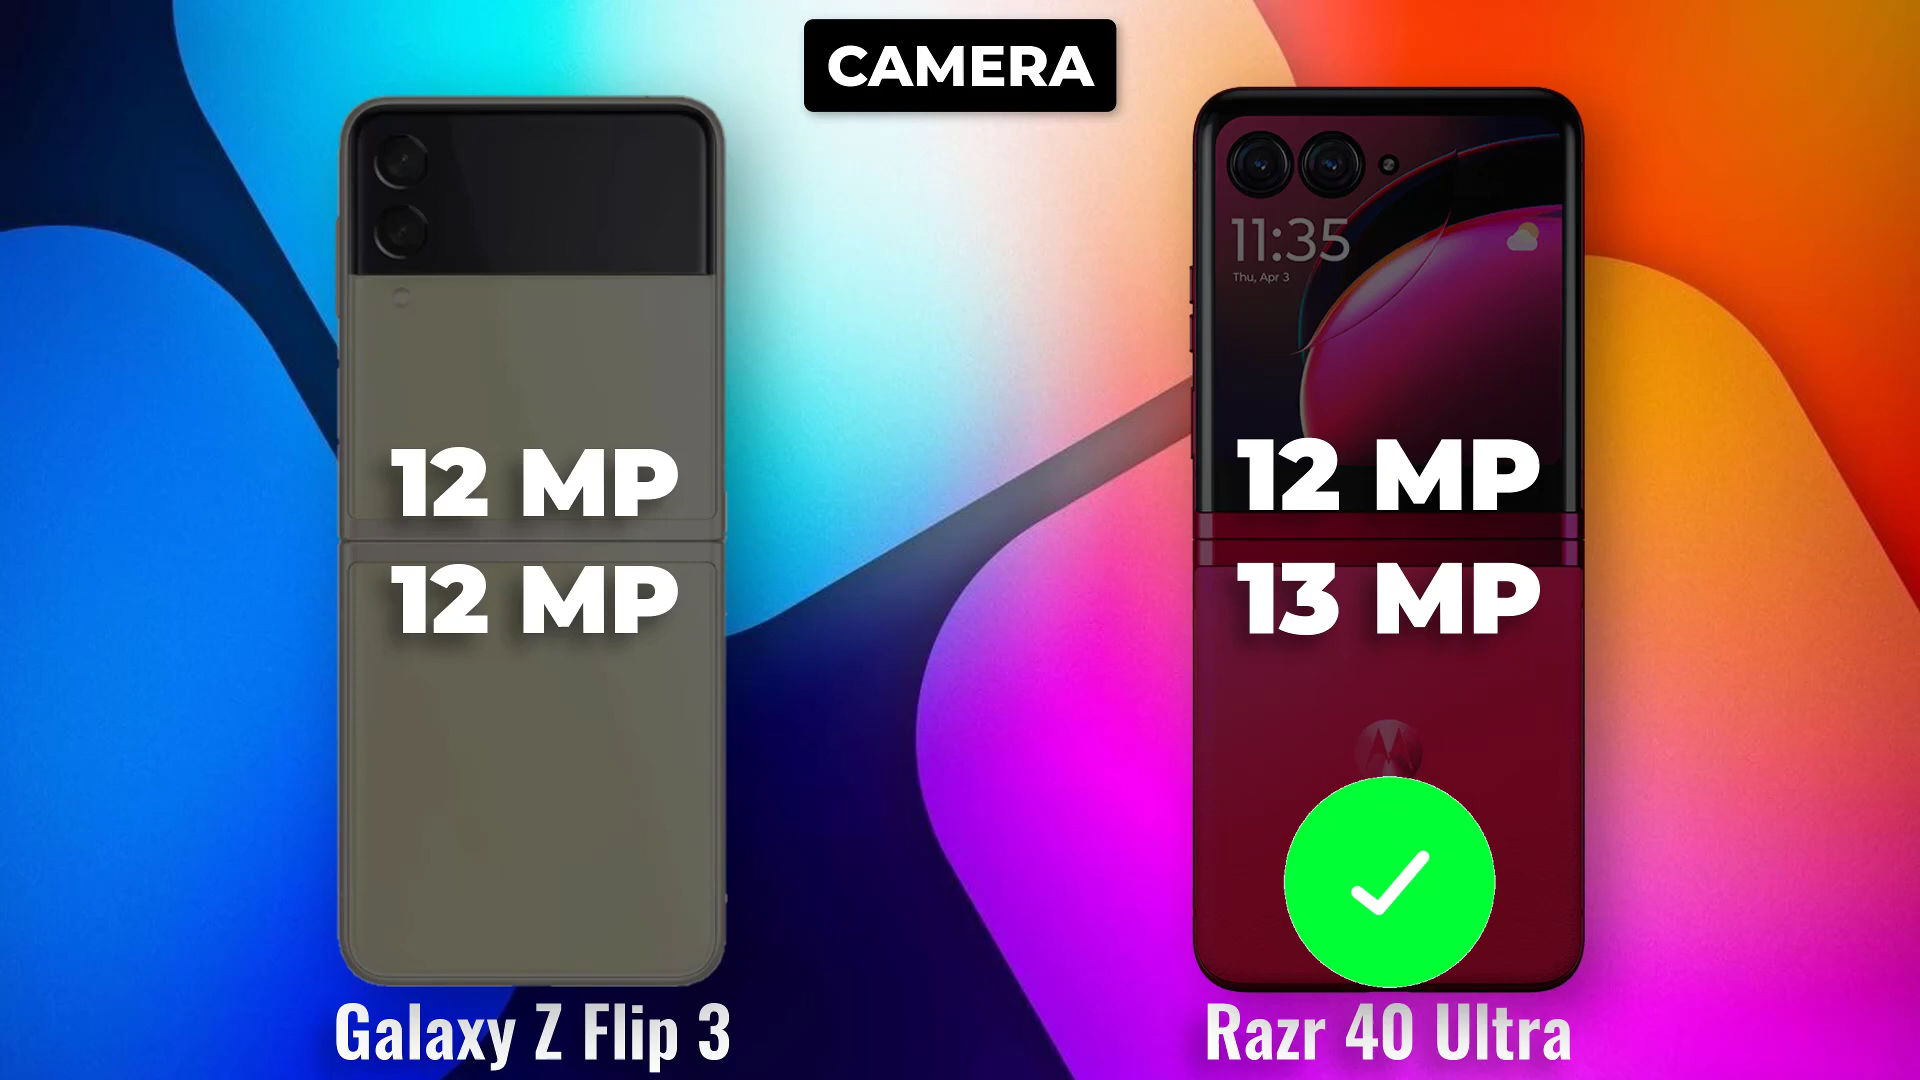 CAMERA
11:35
Thu, Apr 3
12 MP
12 MP
12 MP
13 MP
Galaxy Z Flip 3
Razr 40 Ultra